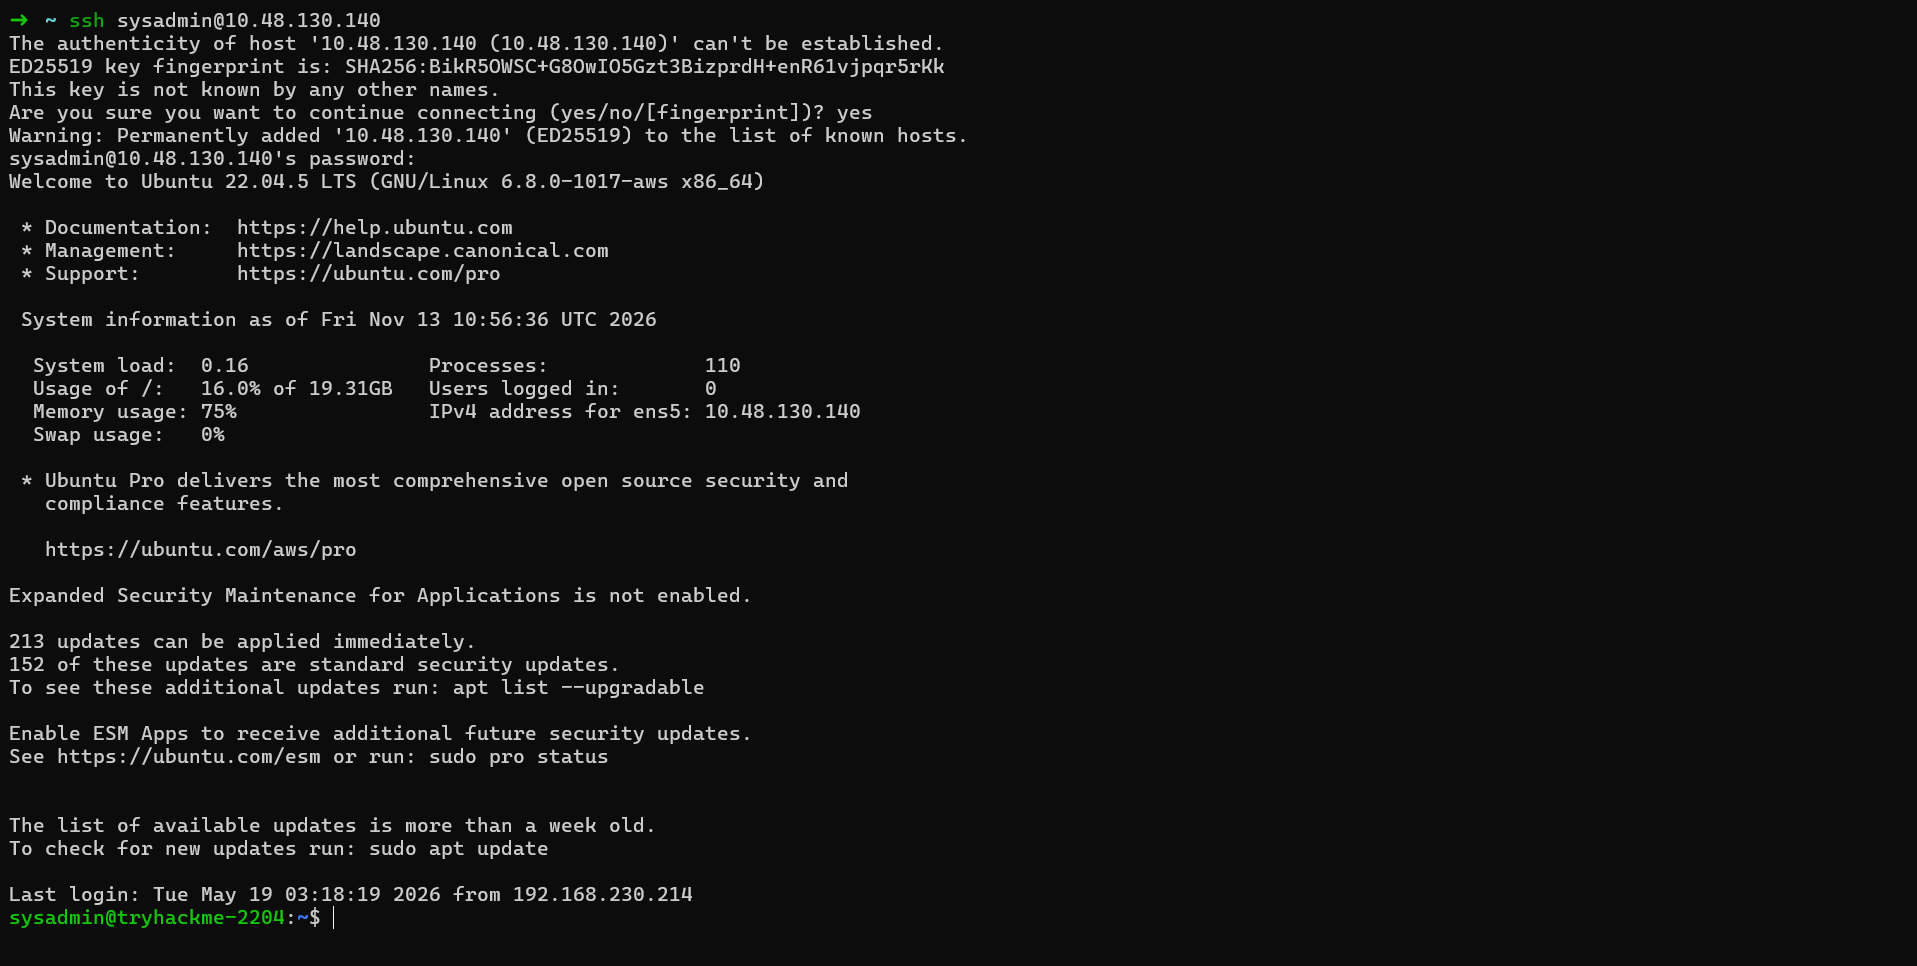 ➜  ~ ssh sysadmin@10.48.130.140
The authenticity of host '10.48.130.140 (10.48.130.140)' can't be established.
ED25519 key fingerprint is: SHA256:BikR5OWSC+G8OwIO5Gzt3BizprdH+enR61vjpqr5rKk
This key is not known by any other names.
Are you sure you want to continue connecting (yes/no/[fingerprint])? yes
Warning: Permanently added '10.48.130.140' (ED25519) to the list of known hosts.
sysadmin@10.48.130.140's password:
Welcome to Ubuntu 22.04.5 LTS (GNU/Linux 6.8.0-1017-aws x86_64)

 * Documentation:  https://help.ubuntu.com
 * Management:     https://landscape.canonical.com
 * Support:        https://ubuntu.com/pro

 System information as of Fri Nov 13 10:56:36 UTC 2026

  System load:  0.16               Processes:             110
  Usage of /:   16.0% of 19.31GB   Users logged in:       0
  Memory usage: 75%                IPv4 address for ens5: 10.48.130.140
  Swap usage:   0%

 * Ubuntu Pro delivers the most comprehensive open source security and
   compliance features.

   https://ubuntu.com/aws/pro

Expanded Security Maintenance for Applications is not enabled.

213 updates can be applied immediately.
152 of these updates are standard security updates.
To see these additional updates run: apt list --upgradable

Enable ESM Apps to receive additional future security updates.
See https://ubuntu.com/esm or run: sudo pro status


The list of available updates is more than a week old.
To check for new updates run: sudo apt update

Last login: Tue May 19 03:18:19 2026 from 192.168.230.214
sysadmin@tryhackme-2204:~$